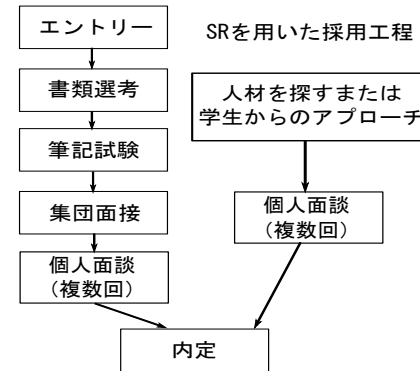 エントリー
書類選考
筆記試験
集団面接
個人面談
(複数回)
SRを用いた採用工程
人材を探すまたは
学生からのアプローチ
個人面談
(複数回)
内定